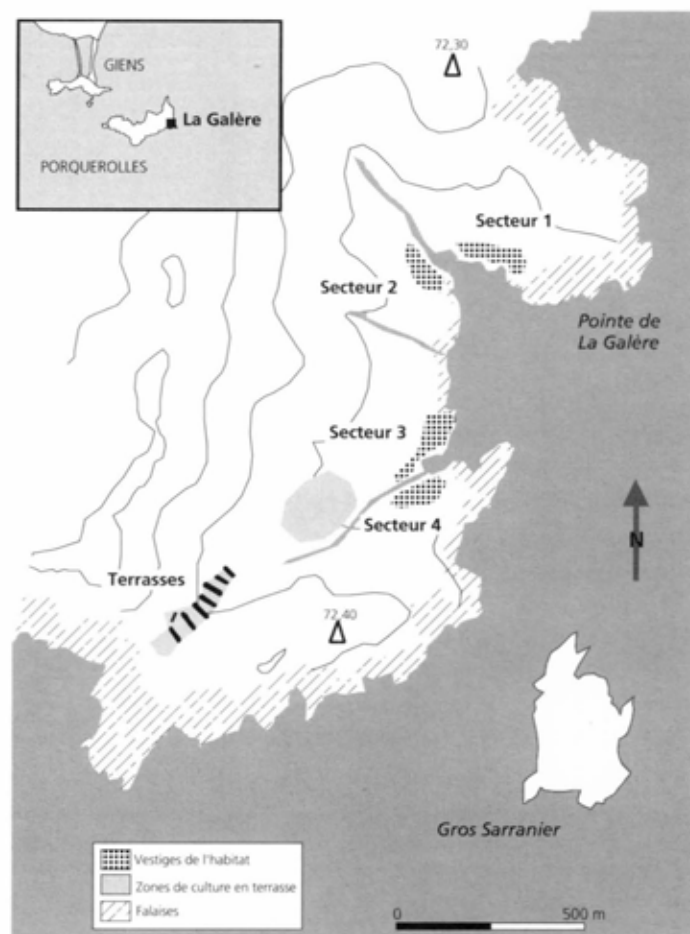 72,30
GIENS
La Galère
PORQUEROLLES
Secteur 1
Secteur 2
Pointe de
La Galère
Secteur 3
Secteur 4
N
Terrasses
72,40
Gros Sarranier
Vestiges de l'habitat
Zones de culture en terrasse
Falaises
0 500 m